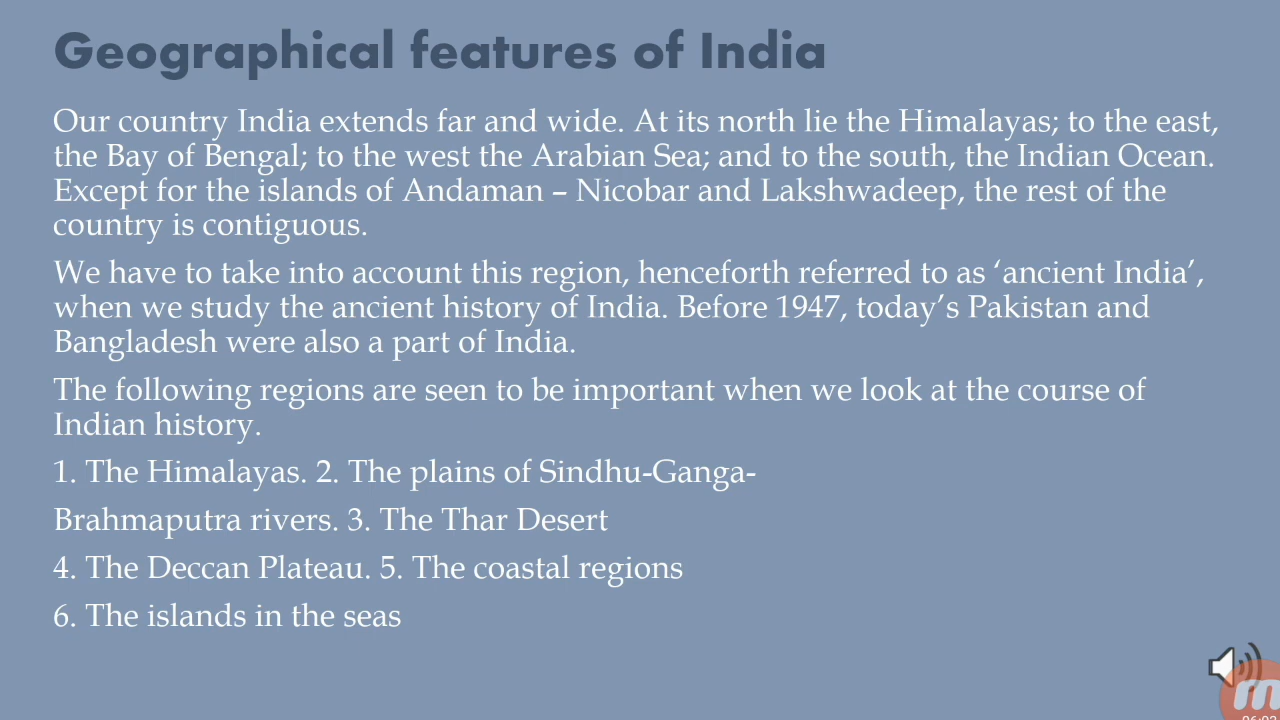 Geographical features of India
Our country India extends far and wide. At its north lie the Himalayas; to the east,
the Bay of Bengal; to the west the Arabian Sea; and to the south, the Indian Ocean.
Except for the islands of Andaman – Nicobar and Lakshwadeep, the rest of the
country is contiguous.
We have to take into account this region, henceforth referred to as ‘ancient India’,
when we study the ancient history of India. Before 1947, today’s Pakistan and
Bangladesh were also a part of India.
The following regions are seen to be important when we look at the course of
Indian history.
1. The Himalayas. 2. The plains of Sindhu-Ganga-
Brahmaputra rivers. 3. The Thar Desert
4. The Deccan Plateau. 5. The coastal regions
6. The islands in the seas